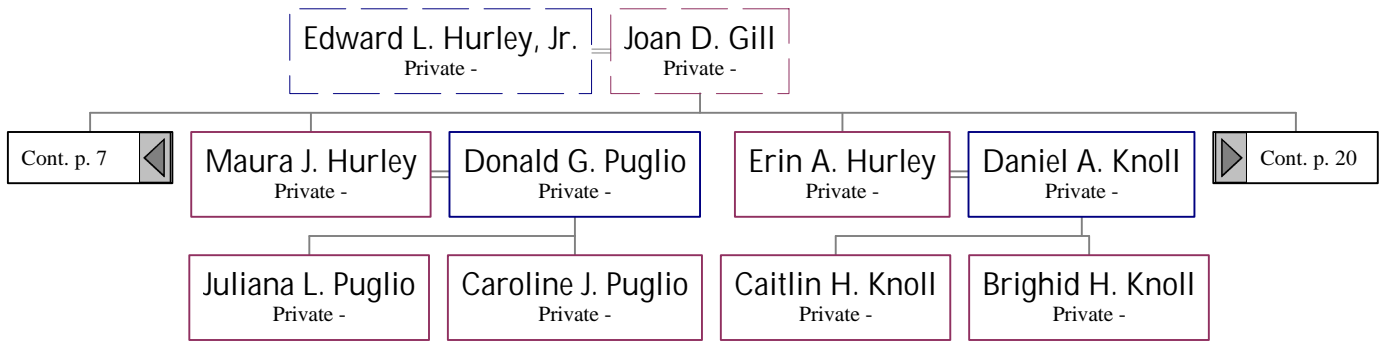 Edward L. Hurley, Jr.
Private -
Joan D. Gill
Private -
Cont. p. 7
Maura J. Hurley
Private -
Donald G. Puglio
Private -
Erin A. Hurley
Private -
Daniel A. Knoll
Private -
Cont. p. 20
Juliana L. Puglio
Private -
Caroline J. Puglio
Private -
Caitlin H. Knoll
Private -
Brighid H. Knoll
Private -